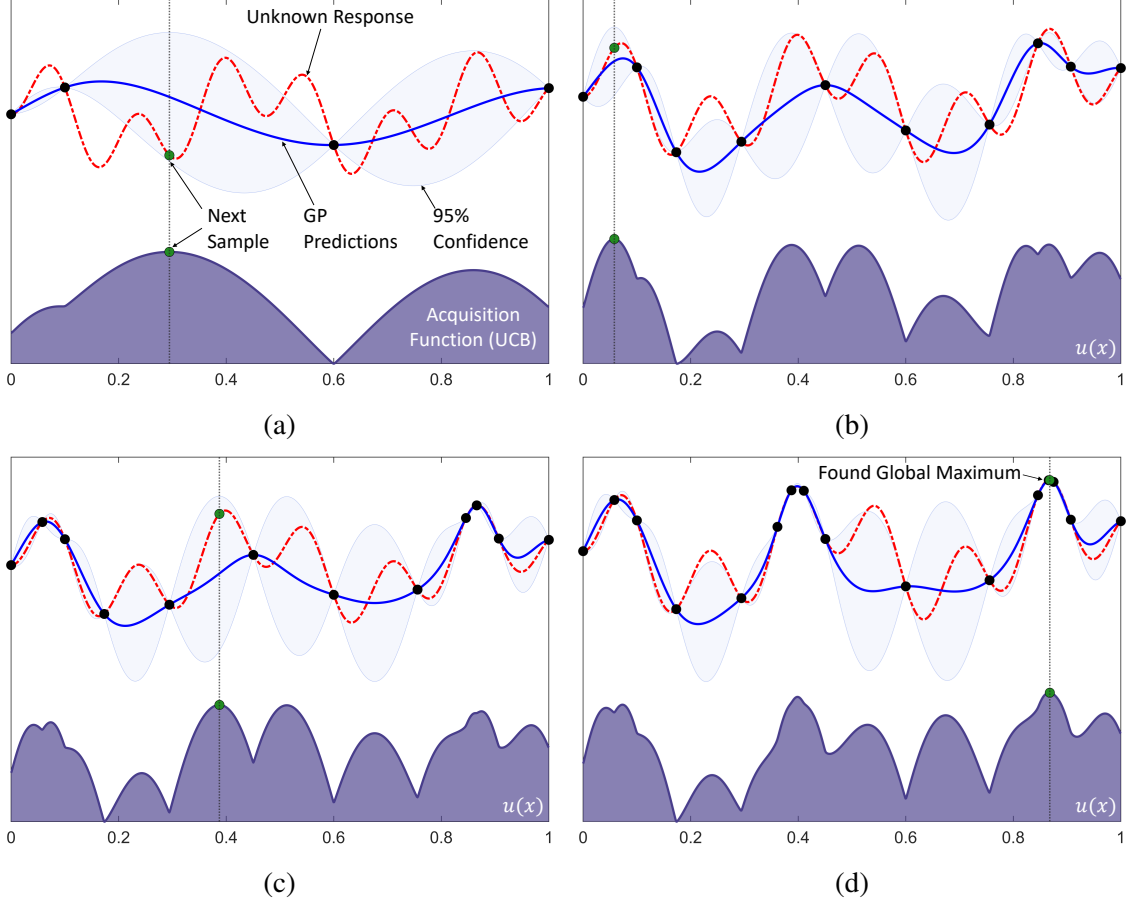 Unknown Response
Next
Sample
GP
Predictions
95%
Confidence
Acquisition
Function (UCB)
0 0.2 0.4 0.6 0.8 1
(a)
u(x)
0 0.2 0.4 0.6 0.8 1
(b)
u(x)
0 0.2 0.4 0.6 0.8 1
(c)
Found Global Maximum
u(x)
0 0.2 0.4 0.6 0.8 1
(d)